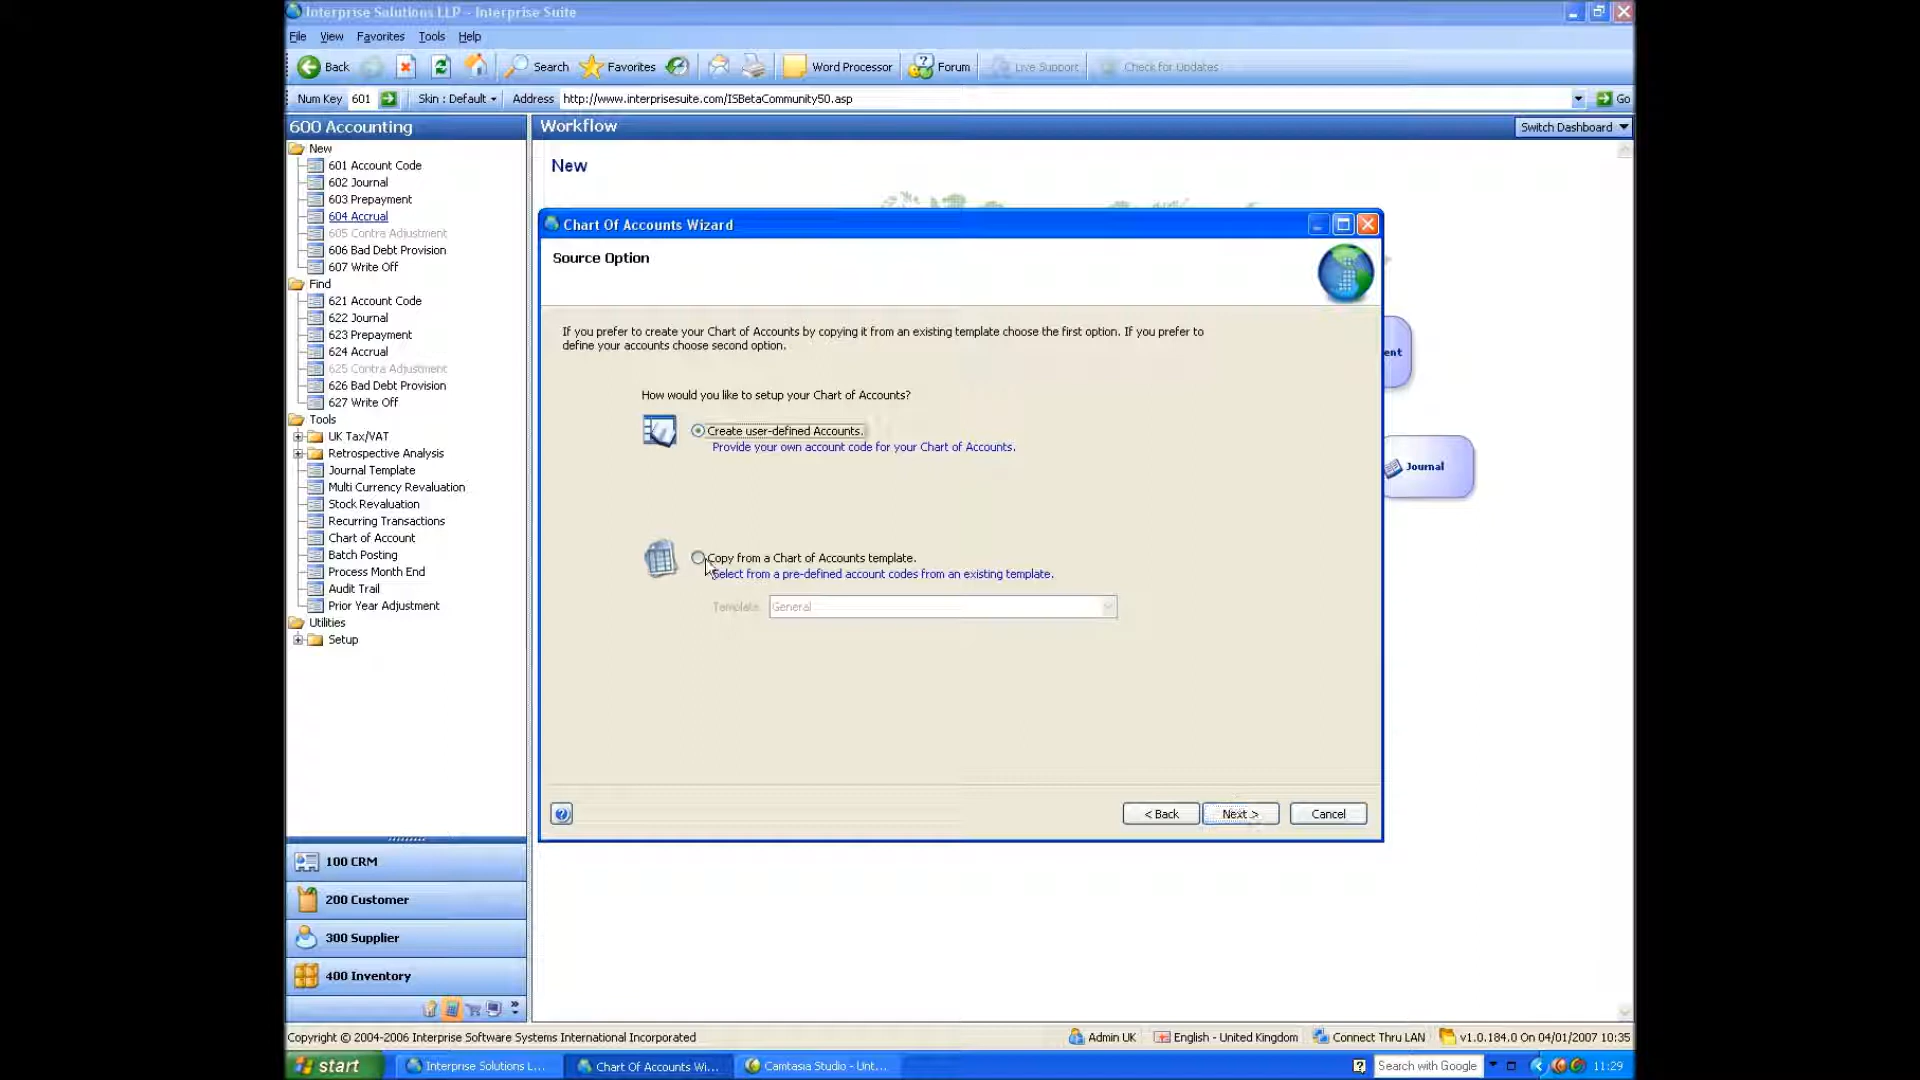 Interprise Solutions LLP - Interprise Suite
File View Favorites Tools Help
Back Search Favorites Word Processor Forum Live Support Check for Updates
Num Key 601 Skin : Default Address http://www.interprisesuite.com/ISBetaCommunity50.asp Go
600 Accounting
Workflow
Switch Dashboard
New
601 Account Code
602 Journal
603 Prepayment
604 Accrual
605 Contra Adjustment
606 Bad Debt Provision
607 Write Off
Find
621 Account Code
622 Journal
623 Prepayment
624 Accrual
625 Contra Adjustment
626 Bad Debt Provision
627 Write Off
Tools
UK Tax/VAT
Retrospective Analysis
Journal Template
Multi Currency Revaluation
Stock Revaluation
Recurring Transactions
Chart of Account
Batch Posting
Process Month End
Audit Trail
Prior Year Adjustment
Utilities
Setup
100 CRM
200 Customer
300 Supplier
400 Inventory
New
Chart Of Accounts Wizard
Source Option
If you prefer to create your Chart of Accounts by copying it from an existing template choose the first option. If you prefer to
define your accounts choose second option.
How would you like to setup your Chart of Accounts?
Create user-defined Accounts.
Provide your own account code for your Chart of Accounts.
Copy from a Chart of Accounts template.
Select from a pre-defined account codes from an existing template.
Template: General
< Back Next > Cancel
ent
Journal
Copyright © 2004-2006 Interprise Software Systems International Incorporated
Admin UK English - United Kingdom Connect Thru LAN v1.0.184.0 On 04/01/2007 10:35
start Interprise Solutions L... Chart Of Accounts Wi... Camtasia Studio - Unt... Search with Google 11:29